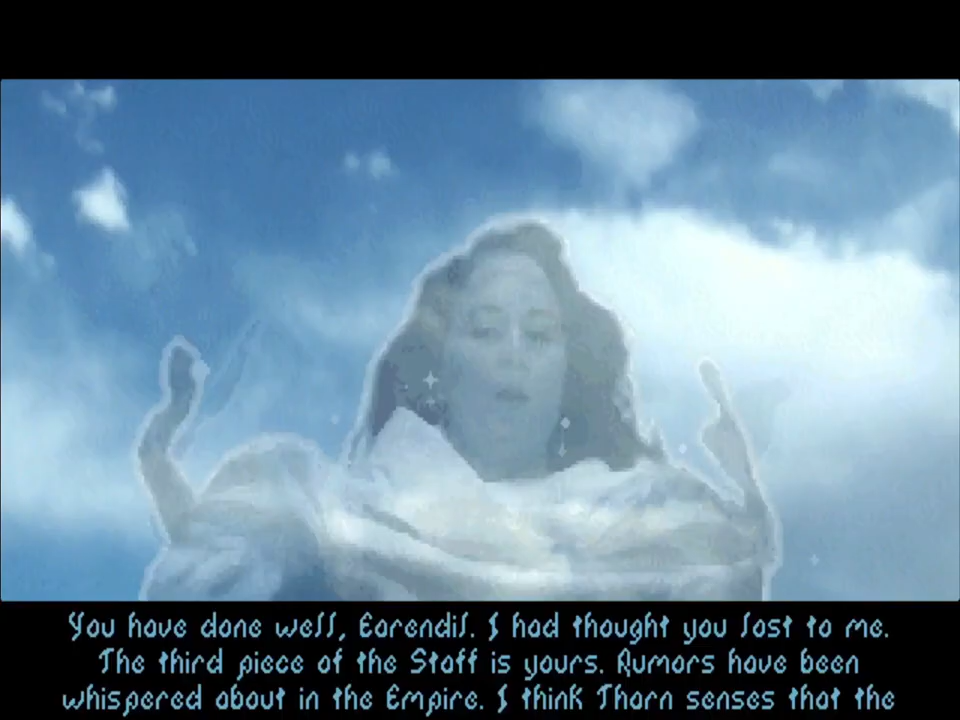 You have done well, Earendil. I had thought you lost to me.
The third piece of the Staff is yours. Rumors have been
whispered about in the Empire. I think Tharn senses that the